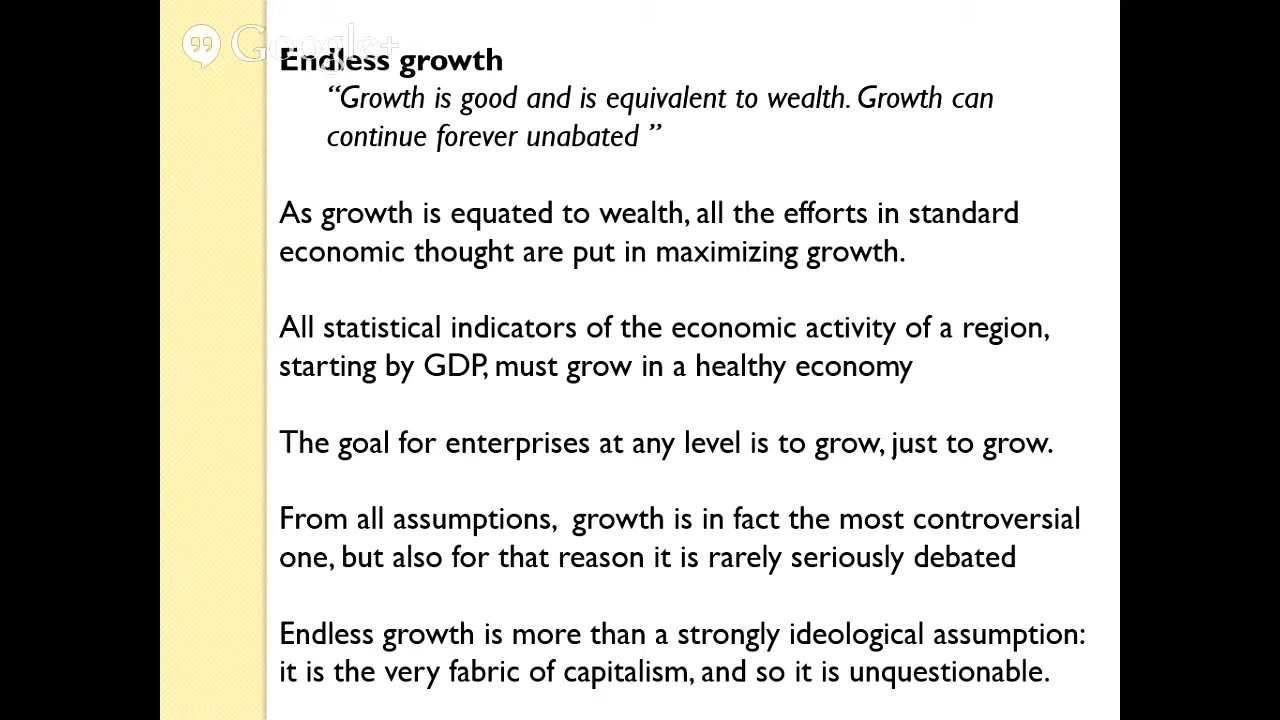 Google+
Endless growth
“Growth is good and is equivalent to wealth. Growth can
continue forever unabated ”
As growth is equated to wealth, all the efforts in standard
economic thought are put in maximizing growth.
All statistical indicators of the economic activity of a region,
starting by GDP, must grow in a healthy economy
The goal for enterprises at any level is to grow, just to grow.
From all assumptions,  growth is in fact the most controversial
one, but also for that reason it is rarely seriously debated
Endless growth is more than a strongly ideological assumption:
it is the very fabric of capitalism, and so it is unquestionable.